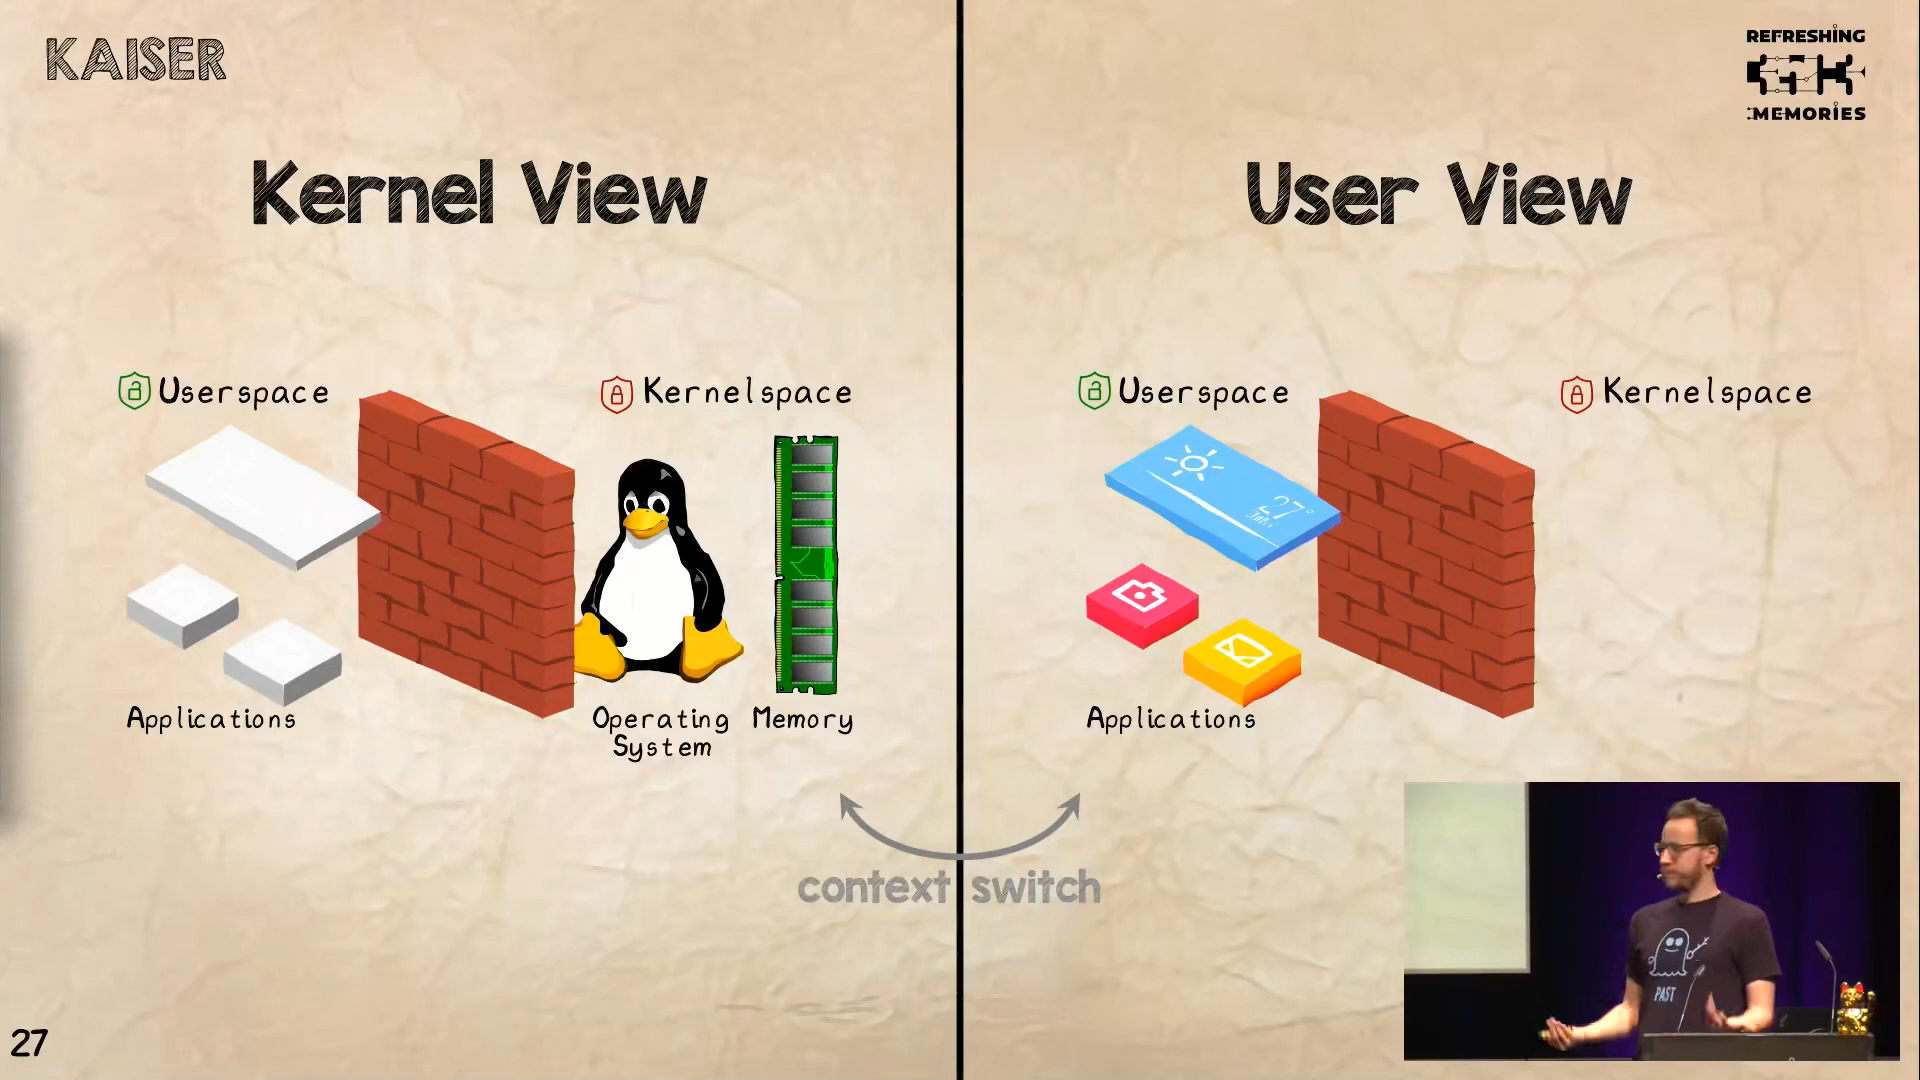 KAISER
REFRESHING
MEMORIES
Kernel View
User View
Userspace
Kernelspace
Applications
Operating
System
Memory
Userspace
Kernelspace
27°
Applications
context switch
PAST
27